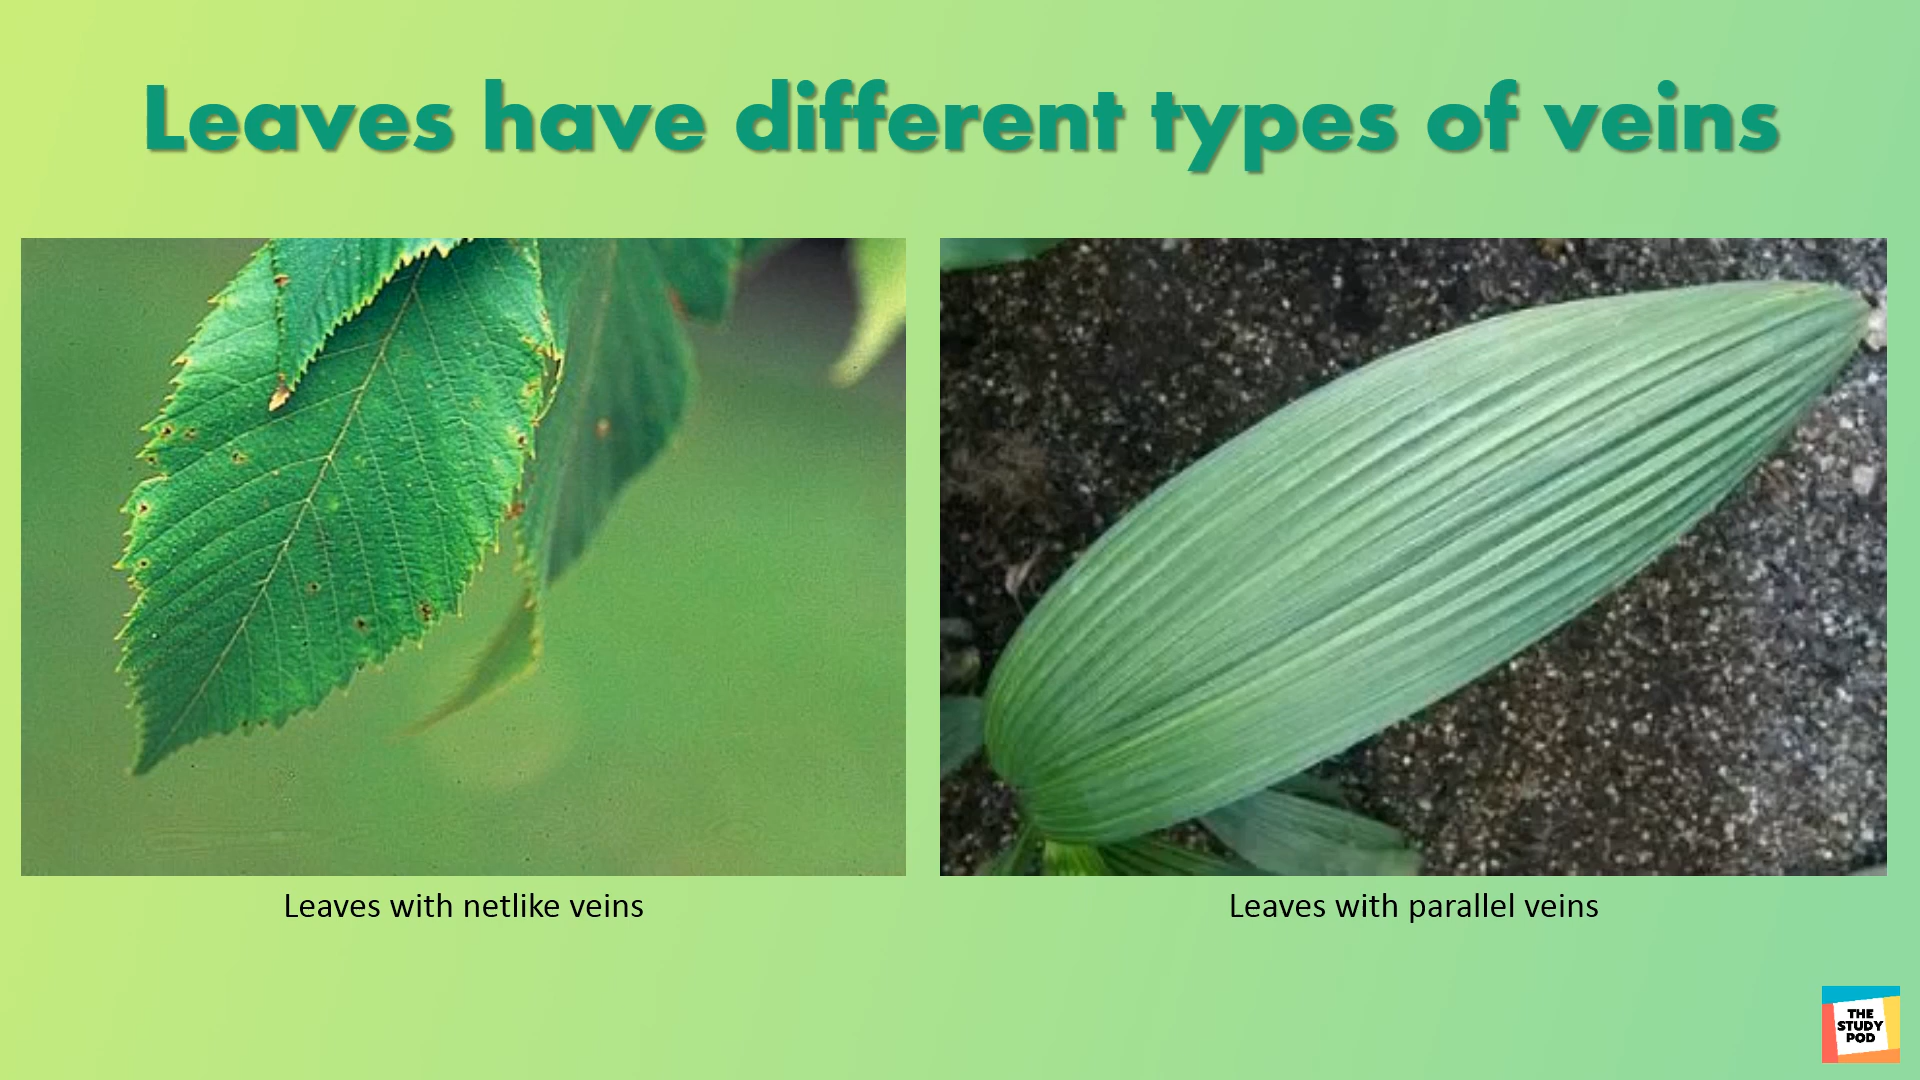 Leaves have different types of veins
Leaves with netlike veins
Leaves with parallel veins
THE
STUDY
POD